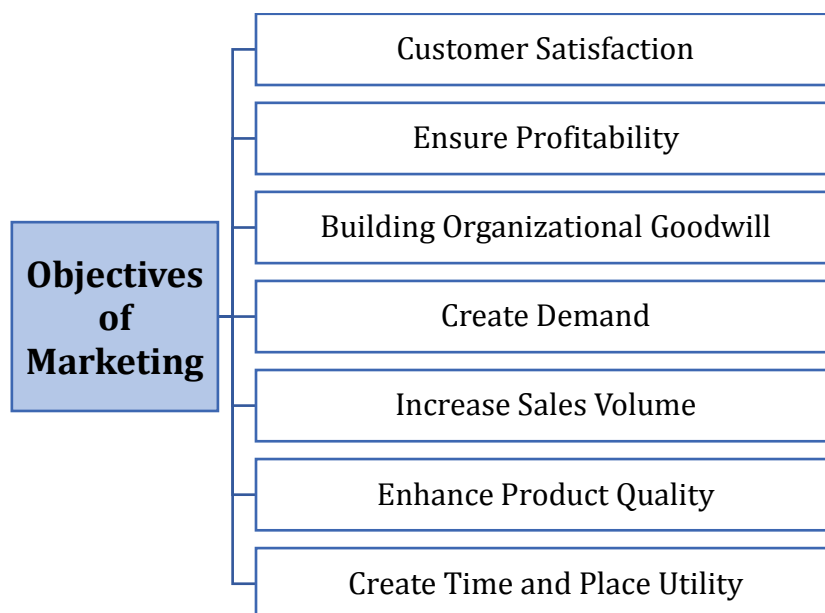 Customer Satisfaction
Ensure Profitability
Building Organizational Goodwill
Objectives
of
Marketing
Create Demand
Increase Sales Volume
Enhance Product Quality
Create Time and Place Utility